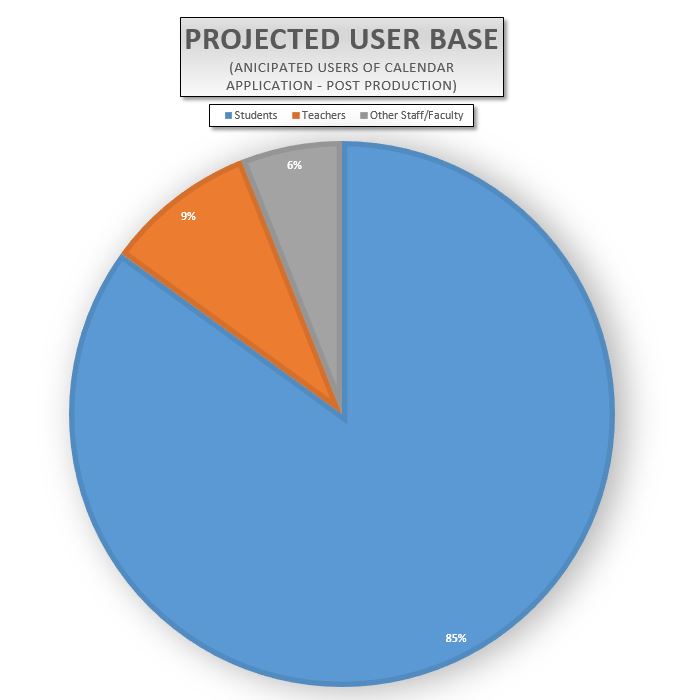 PROJECTED USER BASE
(ANICIPATED USERS OF CALENDAR
APPLICATION - POST PRODUCTION)
Students Teachers Other Staff/Faculty
6%
9%
85%